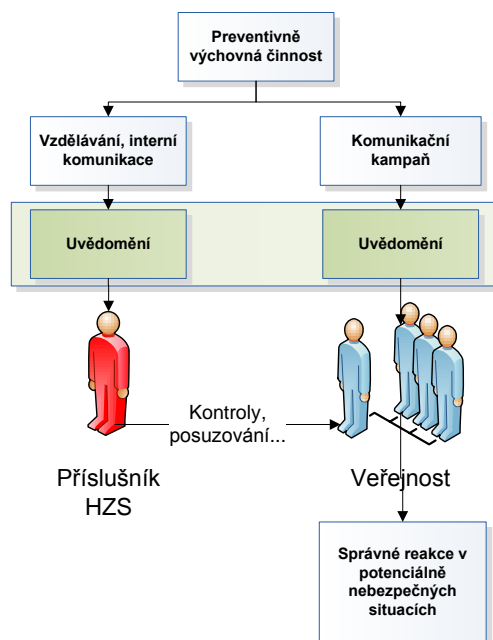 Preventivně
výchovná činnost
Vzdělávání, interní
komunikace
Komunikační
kampaň
Uvědomění
Uvědomění
Kontroly,
posuzování...
Příslušník
HZS
Veřejnost
Správné reakce v
potenciálně
nebezpečných
situacích